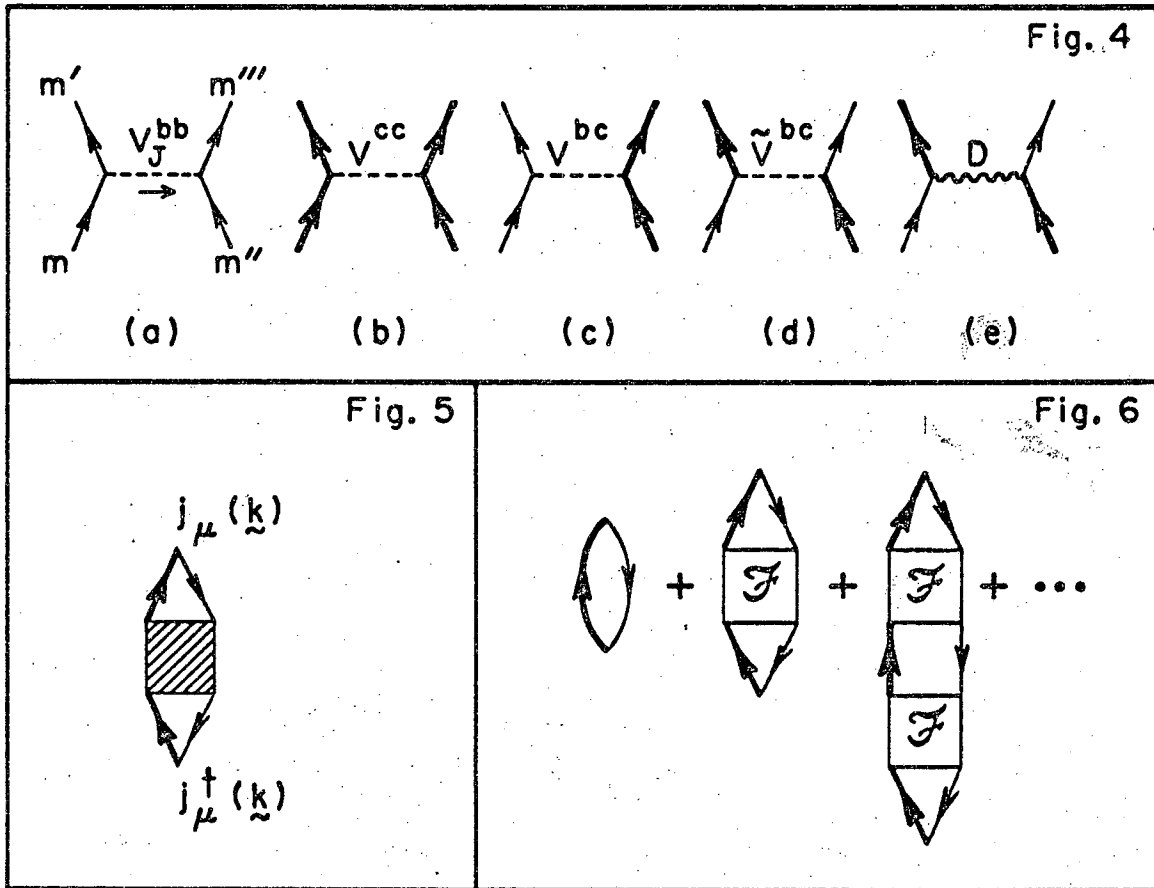 Fig. 4
m′ m‴
V_J^bb V^cc V^bc Ṽ^bc D
→
m m″
(a) (b) (c) (d) (e)
Fig. 5
j_μ(k̰)
j_μ^†(k̰)
Fig. 6
+ ℱ + ℱ + •••
ℱ